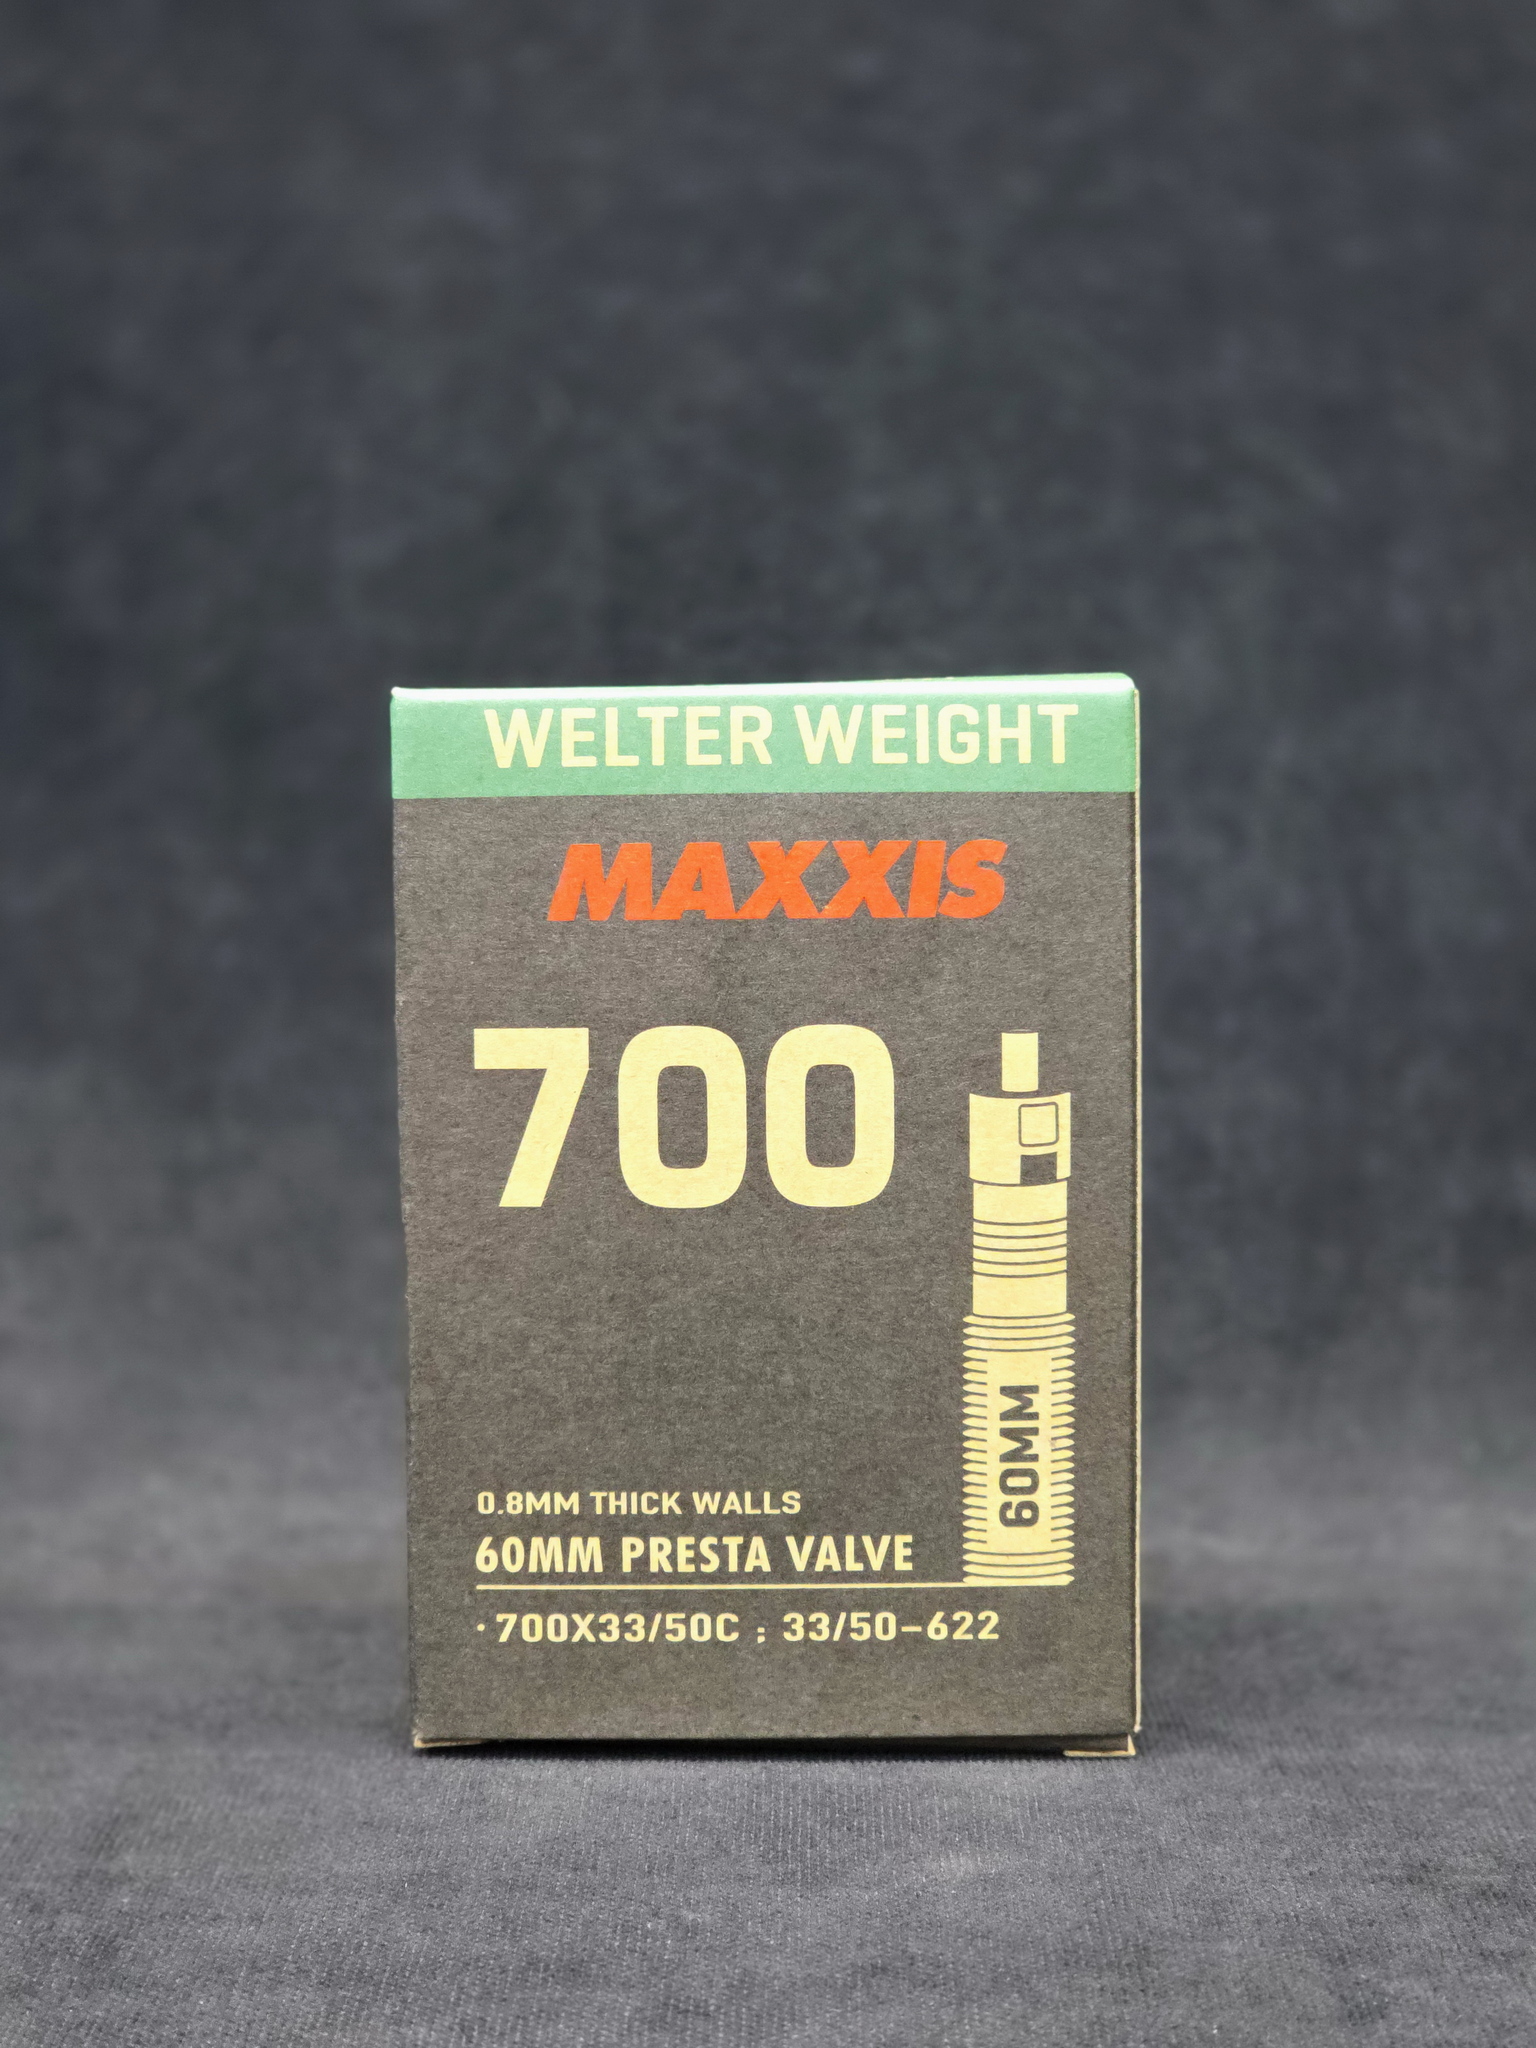 WELTER WEIGHT
MAXXIS
700
60MM
0.8MM THICK WALLS
60MM PRESTA VALVE
·700X33/50C ; 33/50-622